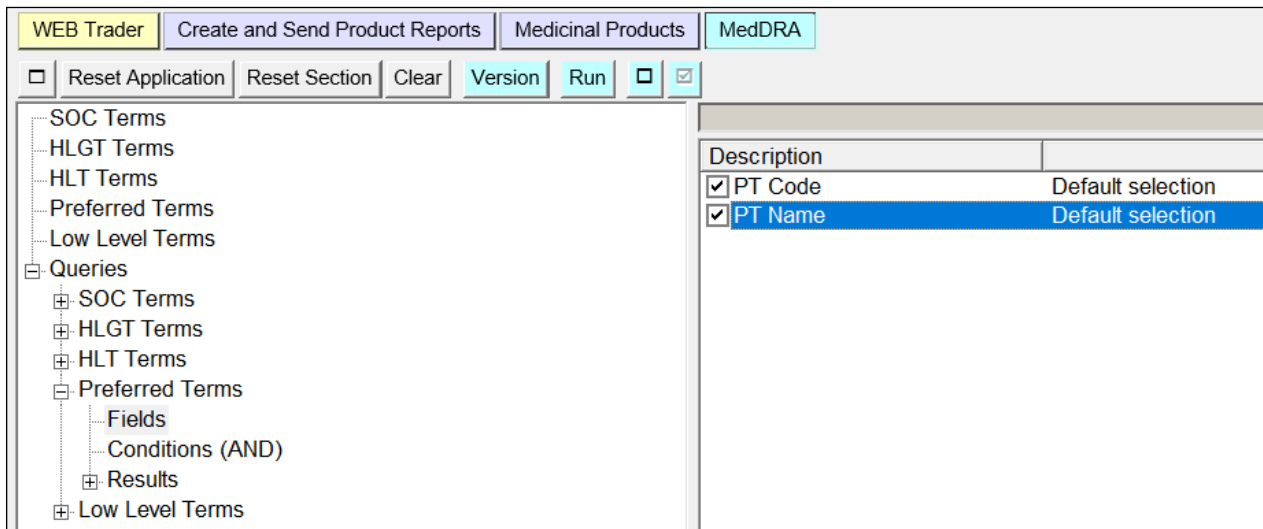 WEB Trader Create and Send Product Reports Medicinal Products MedDRA
Reset Application Reset Section Clear Version Run
SOC Terms
HLGT Terms
HLT Terms
Preferred Terms
Low Level Terms
Queries
SOC Terms
HLGT Terms
HLT Terms
Preferred Terms
Fields
Conditions (AND)
Results
Low Level Terms
Description
PT Code Default selection
PT Name Default selection